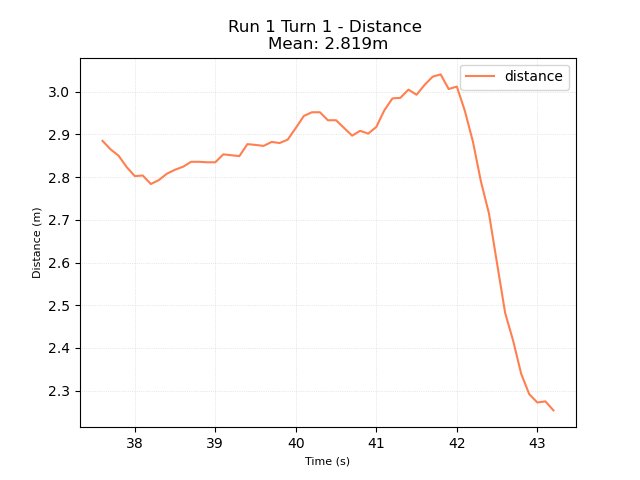 Run 1 Turn 1 - Distance
Mean: 2.819m
distance
3.0
2.9
2.8
2.7
2.6
2.5
2.4
2.3
Distance (m)
38 39 40 41 42 43
Time (s)